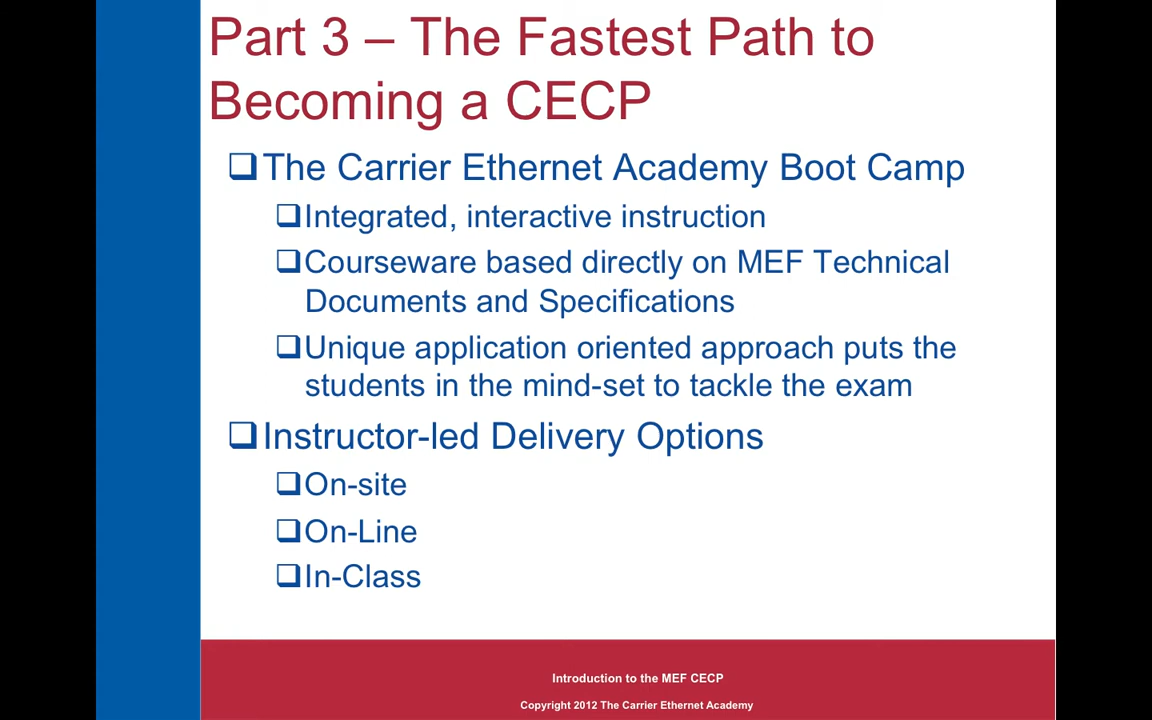 Part 3 – The Fastest Path to
Becoming a CECP
❑The Carrier Ethernet Academy Boot Camp
❑Integrated, interactive instruction
❑Courseware based directly on MEF Technical
Documents and Specifications
❑Unique application oriented approach puts the
students in the mind-set to tackle the exam
❑Instructor-led Delivery Options
❑On-site
❑On-Line
❑In-Class
Introduction to the MEF CECP
Copyright 2012 The Carrier Ethernet Academy